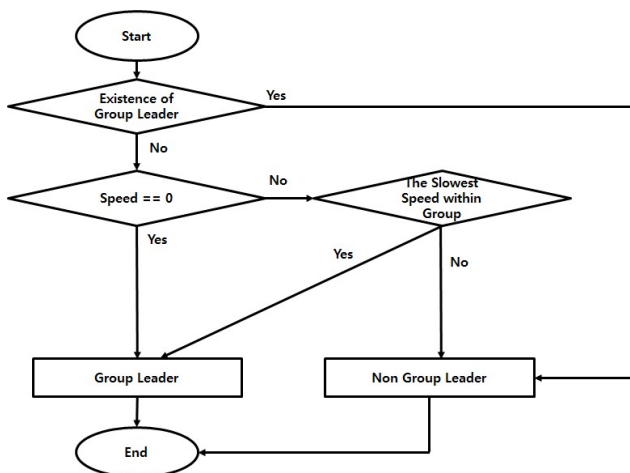 Start
Existence of
Group Leader
Yes
No
Speed == 0
No
The Slowest
Speed within
Group
Yes
Yes
No
Group Leader
Non Group Leader
End